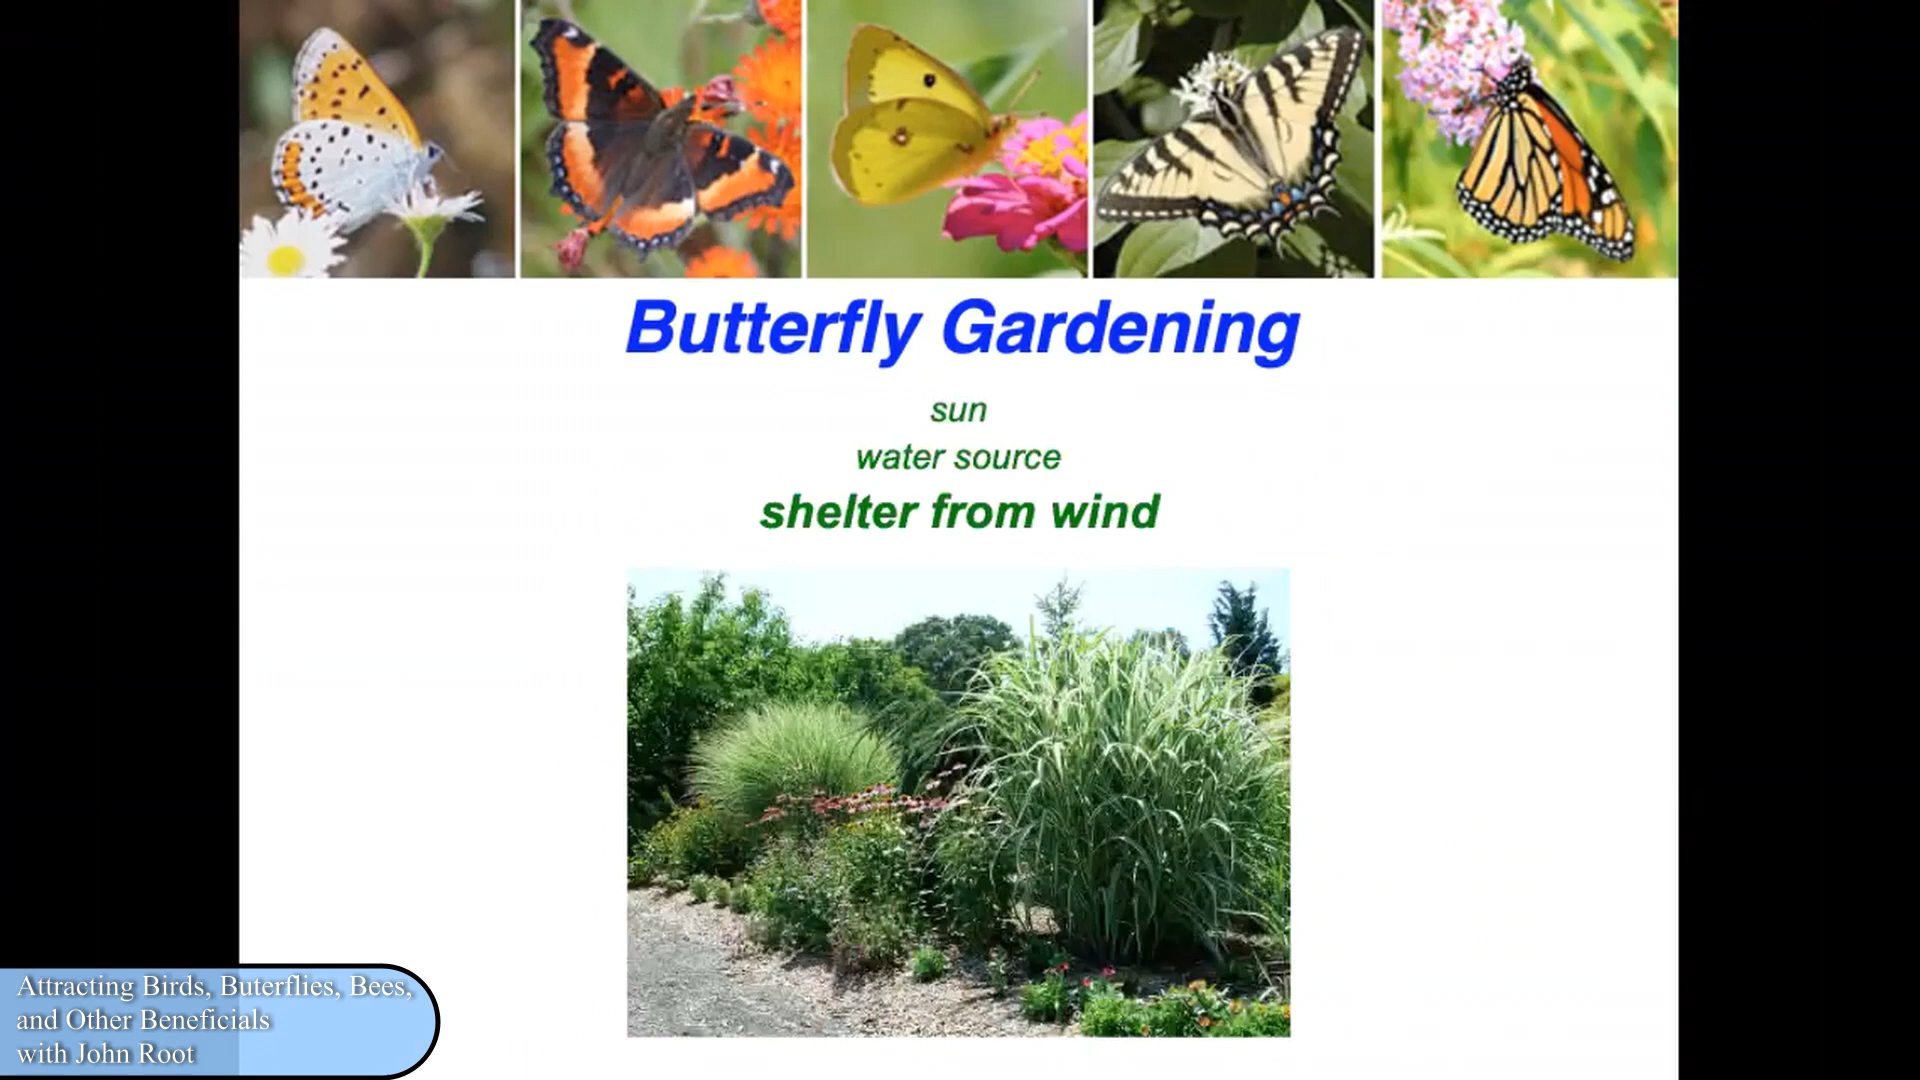 Butterfly Gardening
sun
water source
shelter from wind
Attracting Birds, Buterflies, Bees,
and Other Beneficials
with John Root